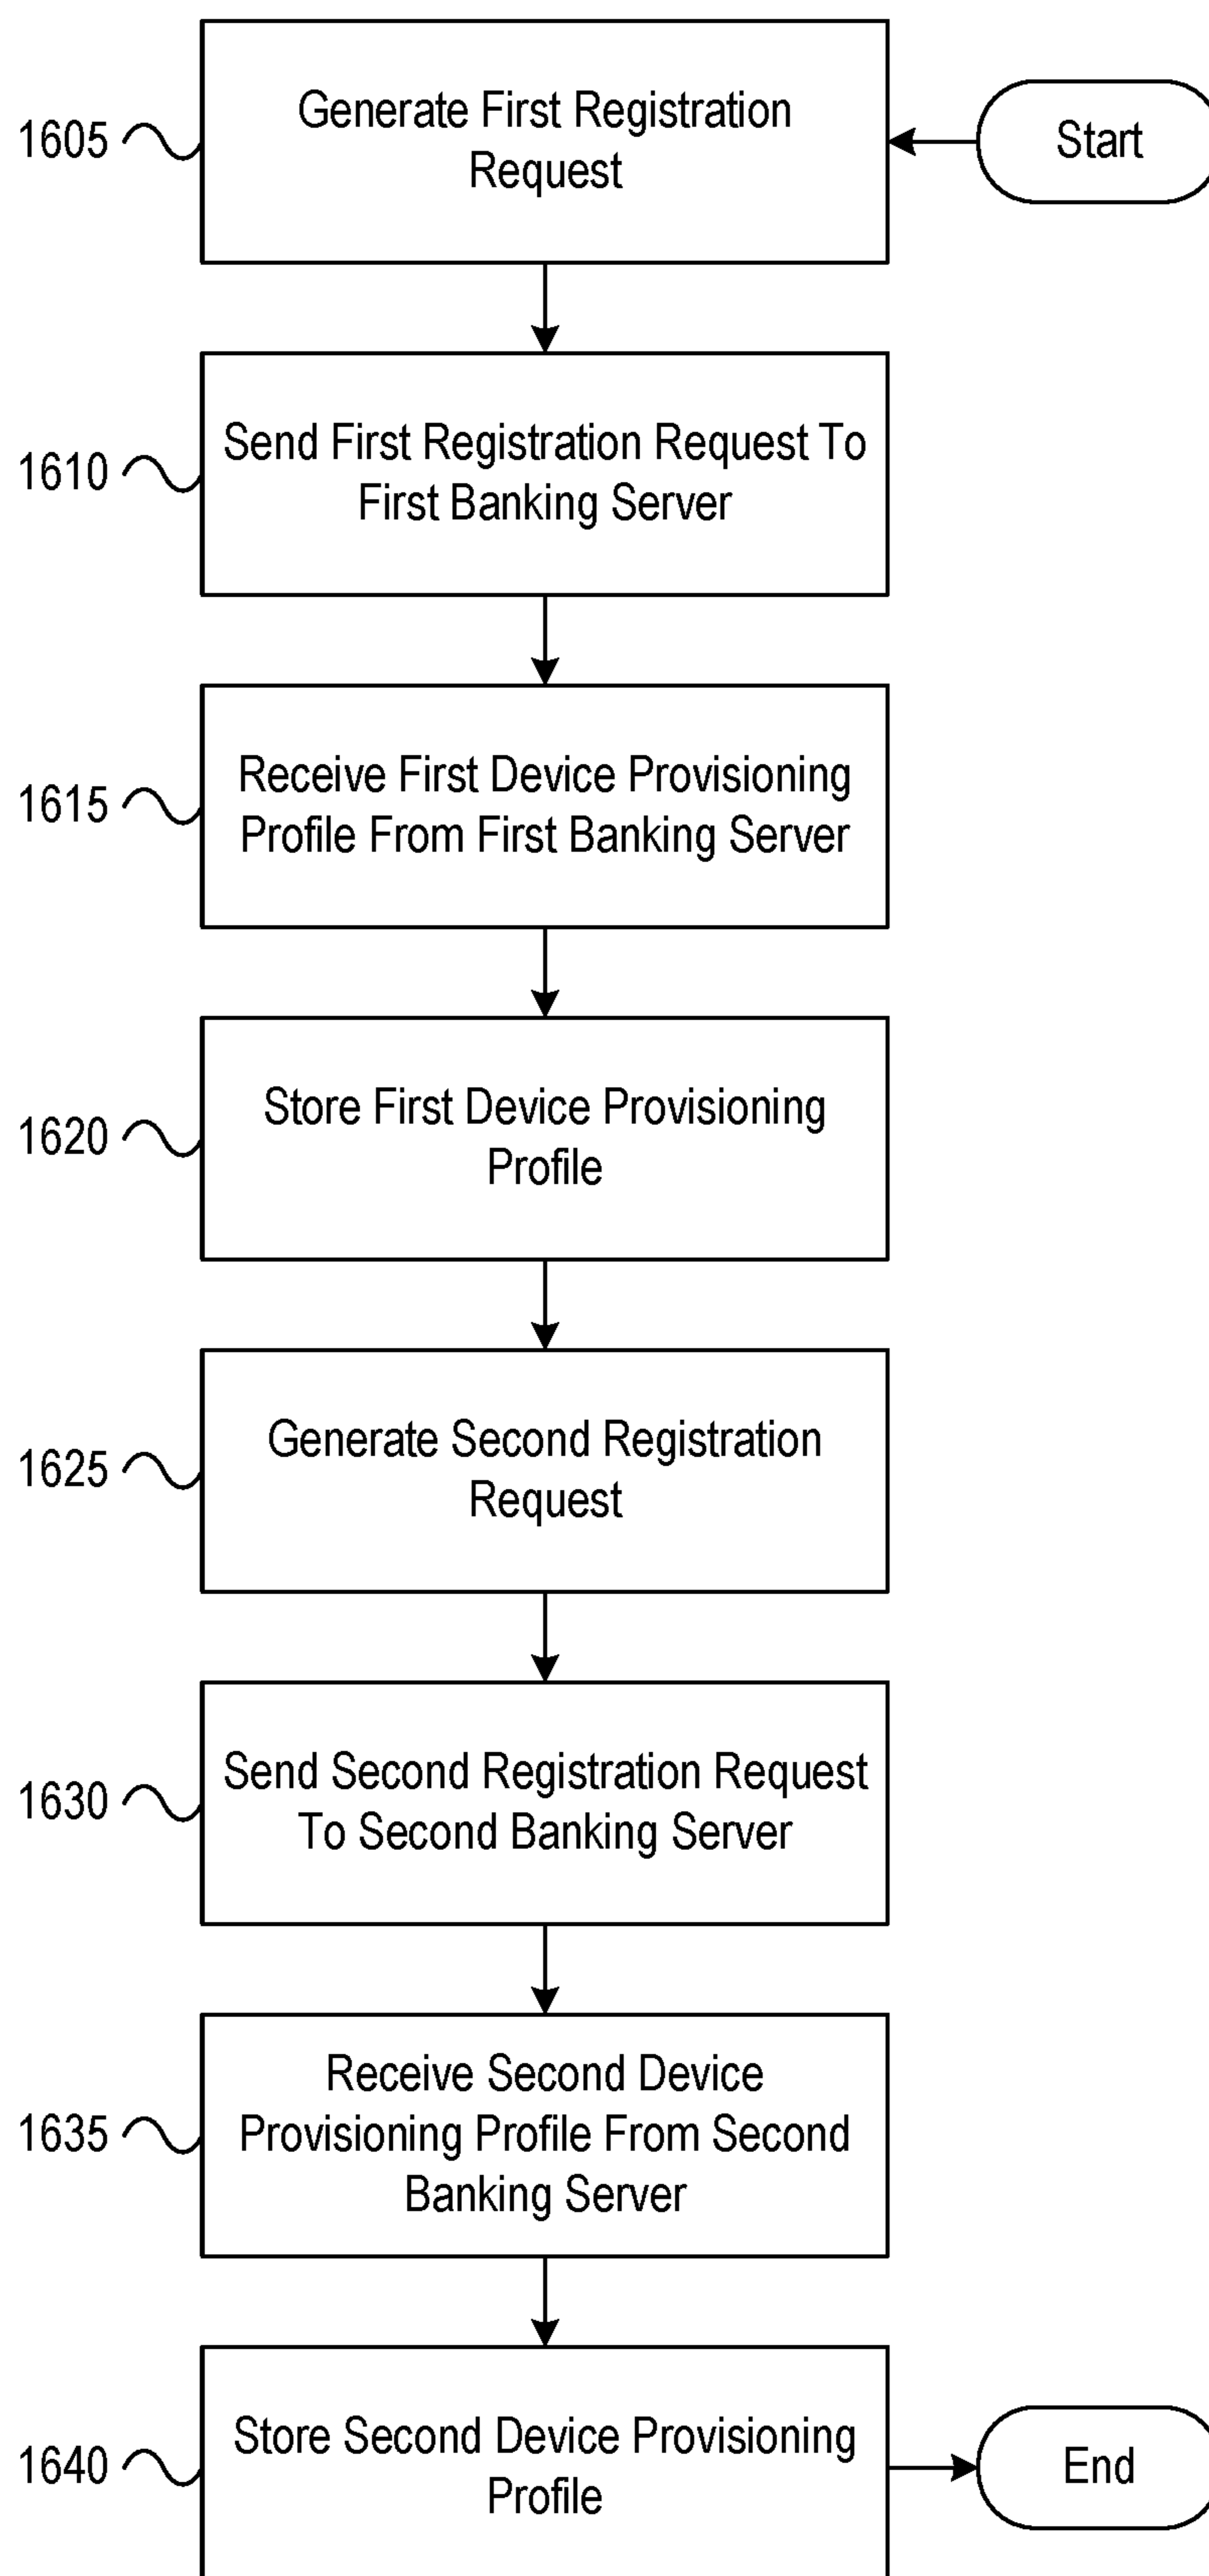 Start
1605
Generate First Registration
Request
1610
Send First Registration Request To
First Banking Server
1615
Receive First Device Provisioning
Profile From First Banking Server
1620
Store First Device Provisioning
Profile
1625
Generate Second Registration
Request
1630
Send Second Registration Request
To Second Banking Server
1635
Receive Second Device
Provisioning Profile From Second
Banking Server
1640
Store Second Device Provisioning
Profile
End